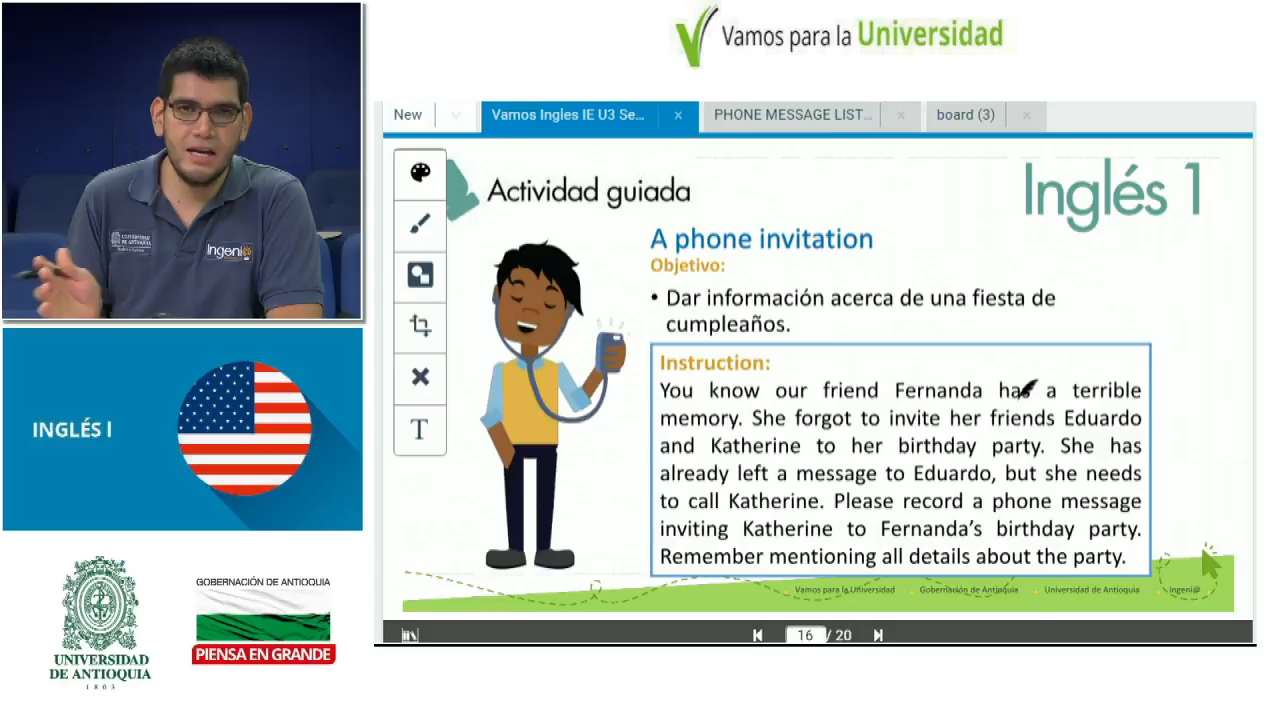 Vamos para la Universidad
New
Vamos Ingles IE U3 Se...
PHONE MESSAGE LIST...
board (3)
Actividad guiada
Inglés 1
A phone invitation
Objetivo:
• Dar información acerca de una fiesta de
cumpleaños.
Instruction:
You know our friend Fernanda has a terrible
memory. She forgot to invite her friends Eduardo
and Katherine to her birthday party. She has
already left a message to Eduardo, but she needs
to call Katherine. Please record a phone message
inviting Katherine to Fernanda's birthday party.
Remember mentioning all details about the party.
Vamos para la Universidad
Gobernación de Antioquia
Universidad de Antioquia
Ingeni@
16 / 20
T
UNIVERSIDAD
DE ANTIOQUIA
Ingeni@
INGLÉS I
UNIVERSIDAD
DE ANTIOQUIA
1803
GOBERNACIÓN DE ANTIOQUIA
PIENSA EN GRANDE